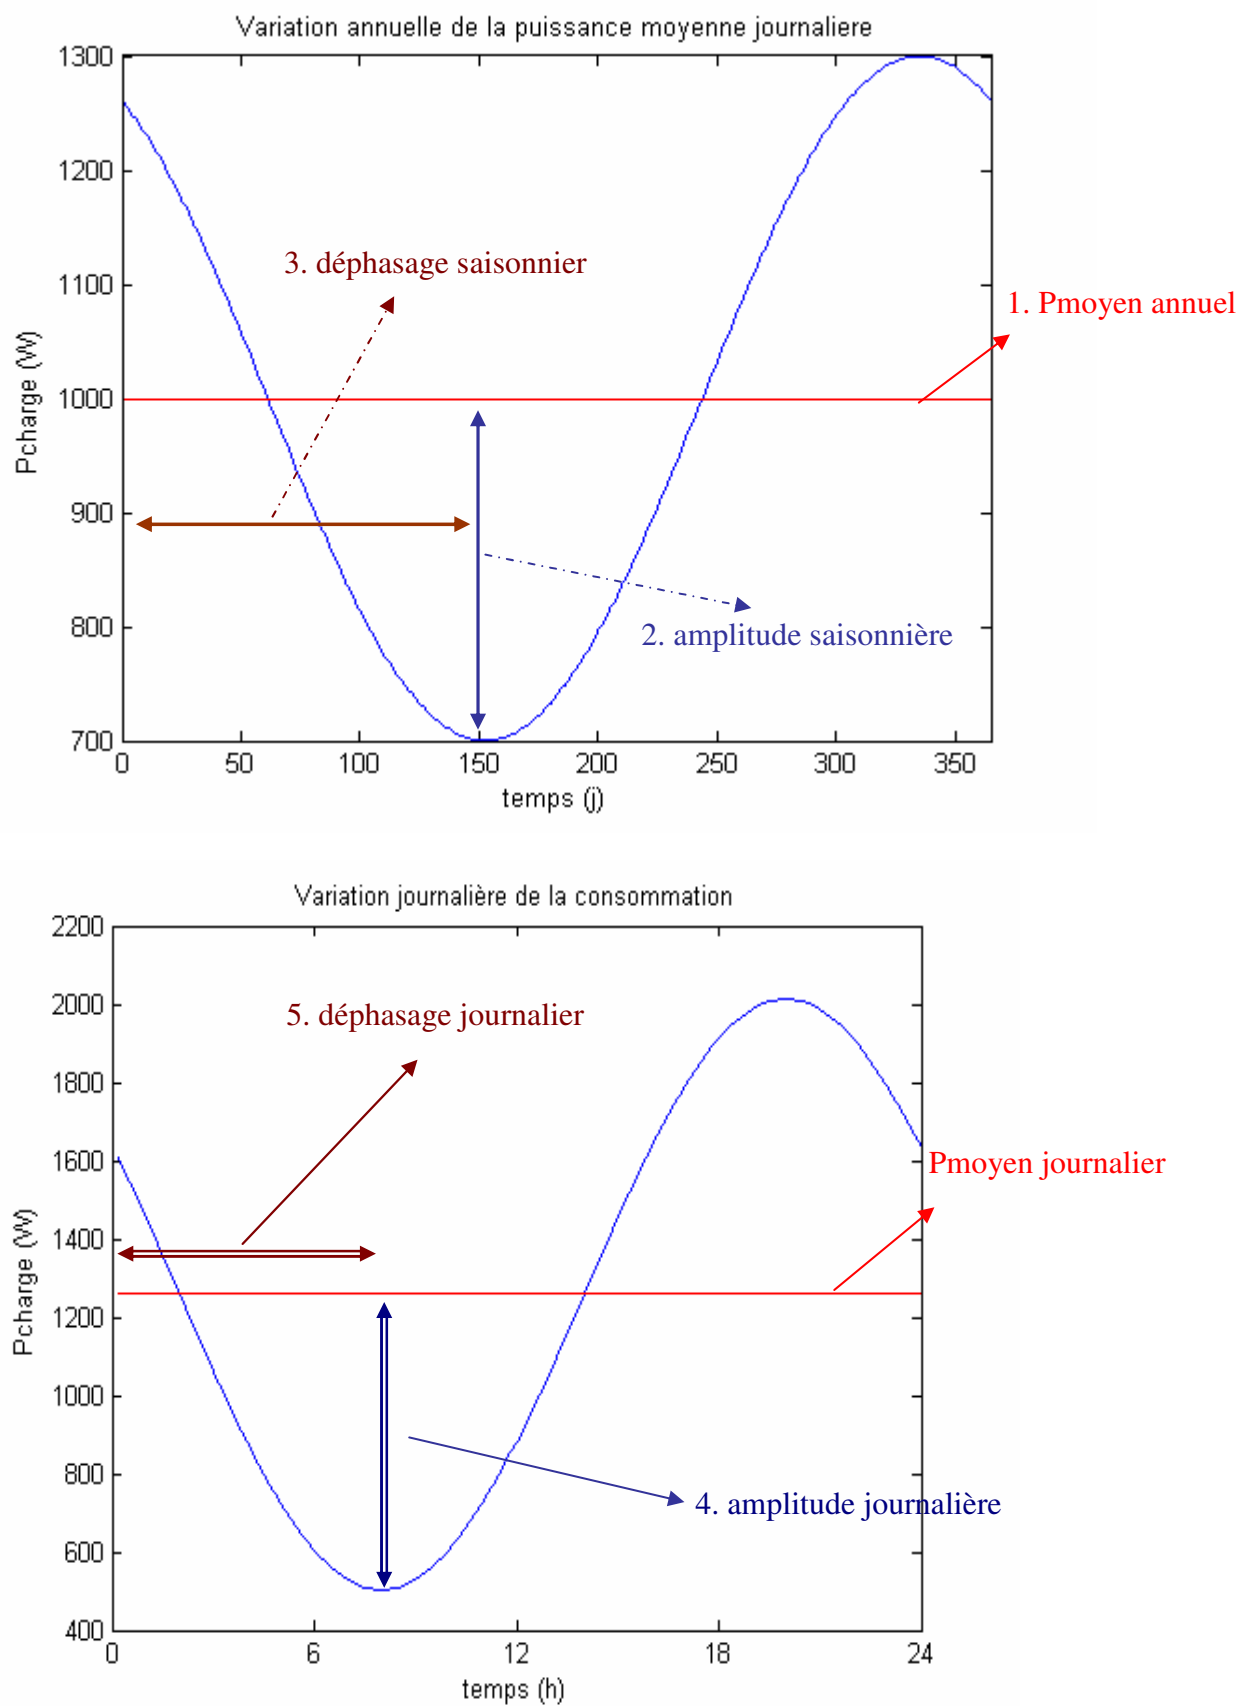 Variation annuelle de la puissance moyenne journaliere
1300
1200
3. déphasage saisonnier
1100
1. Pmoyen annuel
Pcharge (W)
1000
900
800
2. amplitude saisonnière
700
0 50 100 150 200 250 300 350
temps (j)
Variation journalière de la consommation
2200
2000
5. déphasage journalier
1800
1600
Pmoyen journalier
1400
Pcharge (W)
1200
1000
800
4. amplitude journalière
600
400
0 6 12 18 24
temps (h)